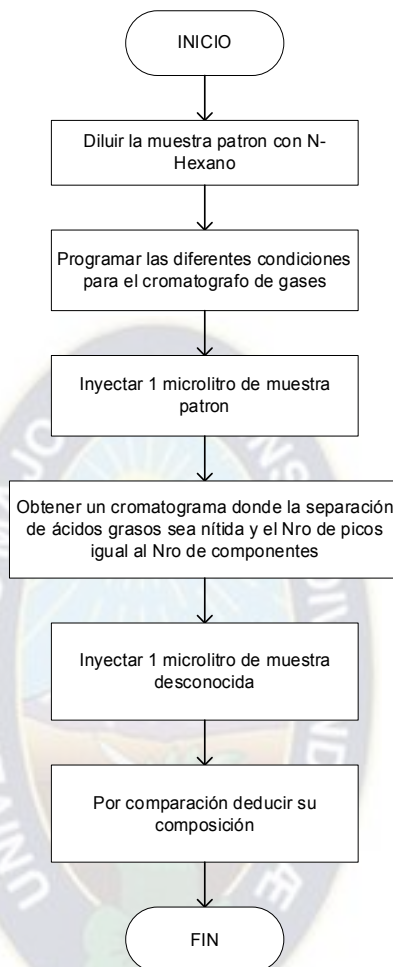 INICIO
Diluir la muestra patron con N-
Hexano
Programar las diferentes condiciones
para el cromatografo de gases
Inyectar 1 microlitro de muestra
patron
Obtener un cromatograma donde la separación
de ácidos grasos sea nítida y el Nro de picos
igual al Nro de componentes
Inyectar 1 microlitro de muestra
desconocida
Por comparación deducir su
composición
FIN